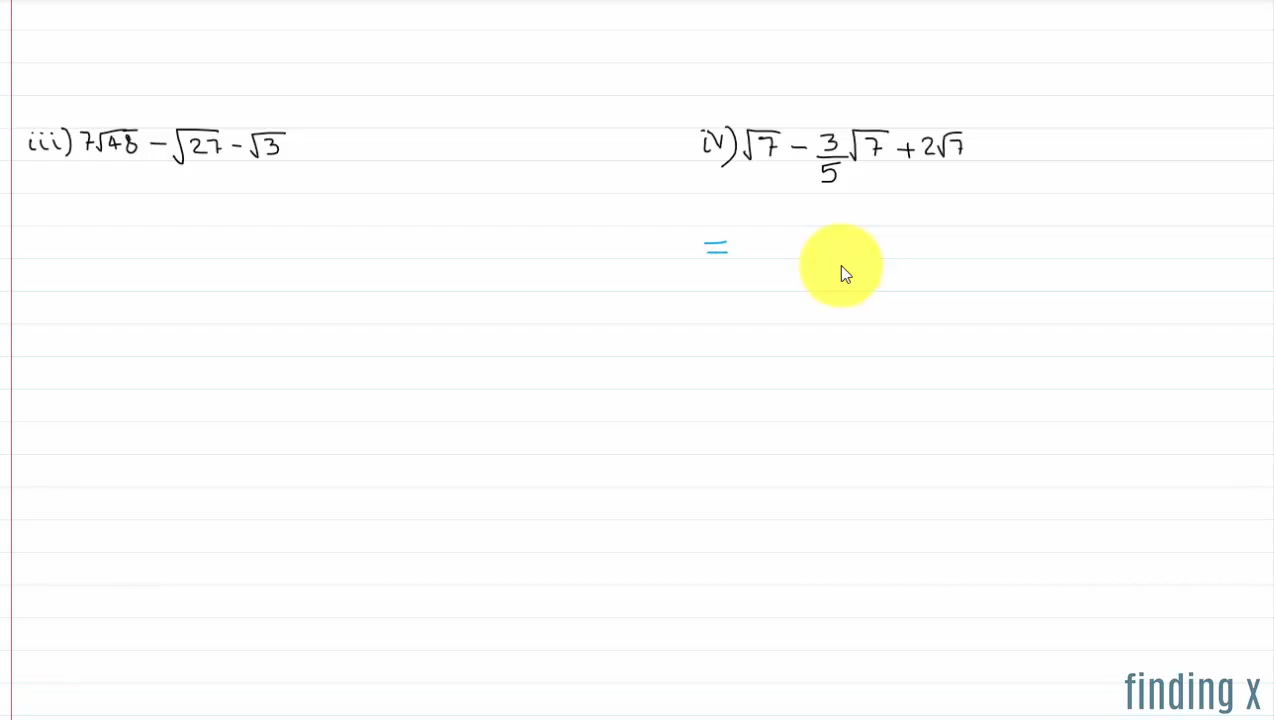 iii) 7√48 - √27 - √3
iv) √7 - 3/5 √7 + 2√7
=
finding x